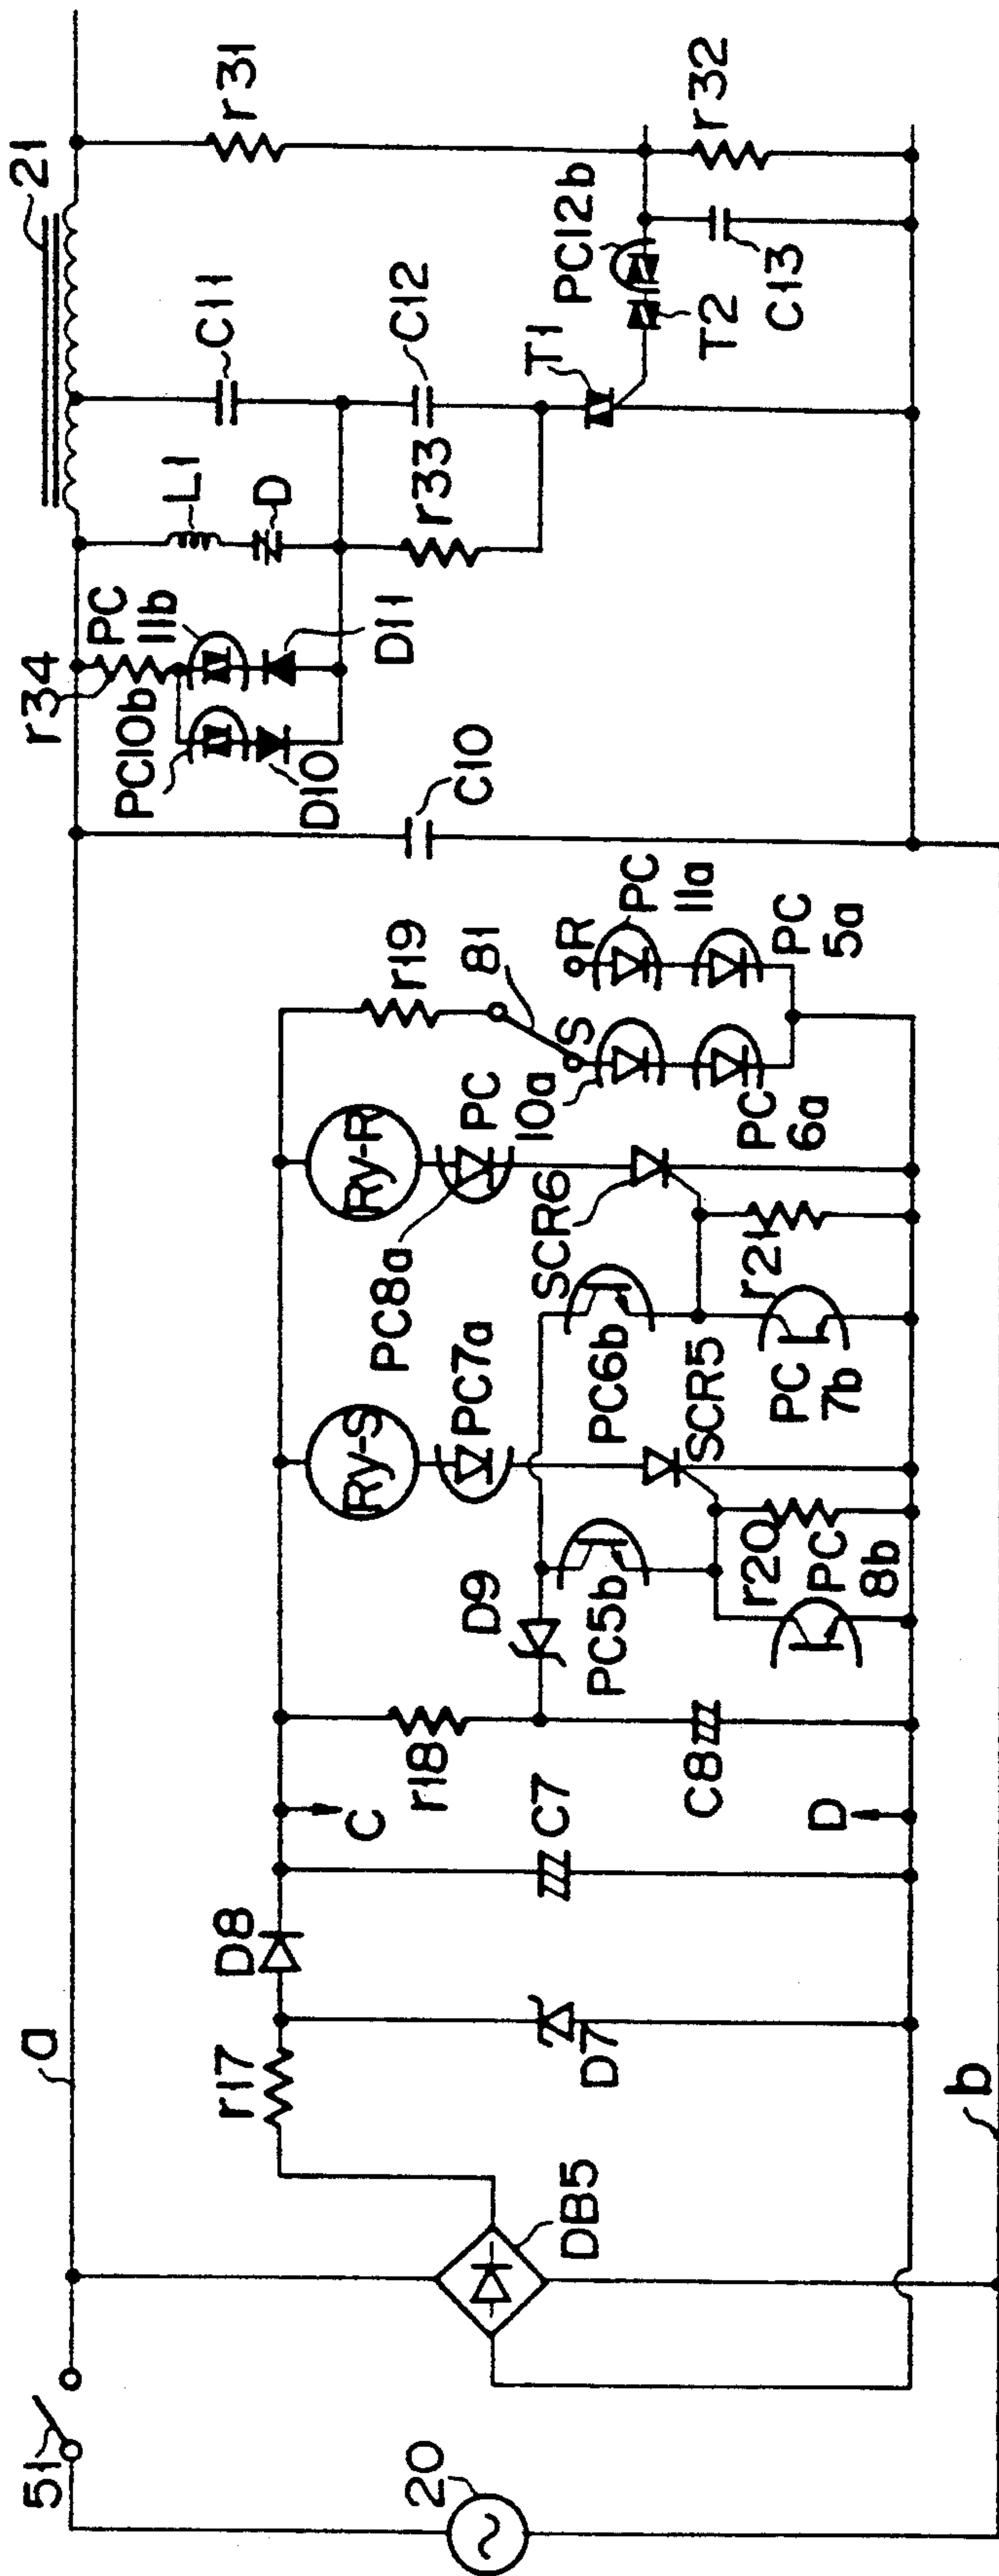 51
20
a
b
DB5
r17
D7
D8
C7
C
D
r18
C8
D9
PC5b
PC
8b
r20
SCR5
Ry-S
PC7a
PC6b
PC
7b
r21
SCR6
Ry-R
PC8a
PC
10a
PC
6a
S
81
r19
R
PC
11a
PC
5a
C10
r34
PC10b
D10
PC
11b
D11
L1
D
r33
C11
C12
21
T1
T2
PC12b
C13
r31
r32